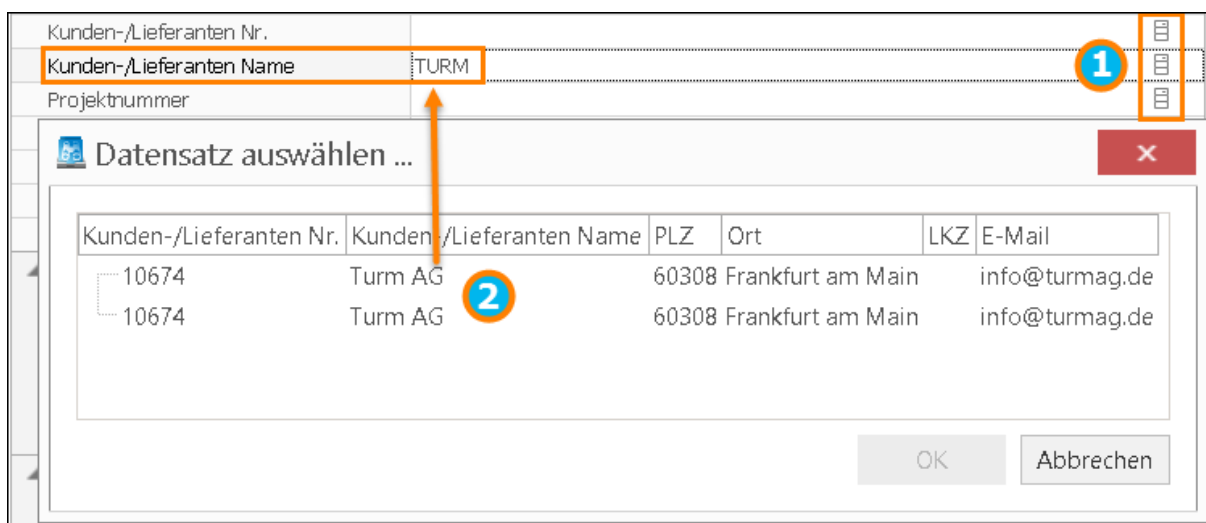 Kunden-/Lieferanten Nr.
Kunden-/Lieferanten Name TURM 1
Projektnummer
Datensatz auswählen ...
Kunden-/Lieferanten Nr. Kunden-/Lieferanten Name PLZ Ort LKZ E-Mail
10674 Turm AG 60308 Frankfurt am Main info@turmag.de
2
10674 Turm AG 60308 Frankfurt am Main info@turmag.de
OK Abbrechen